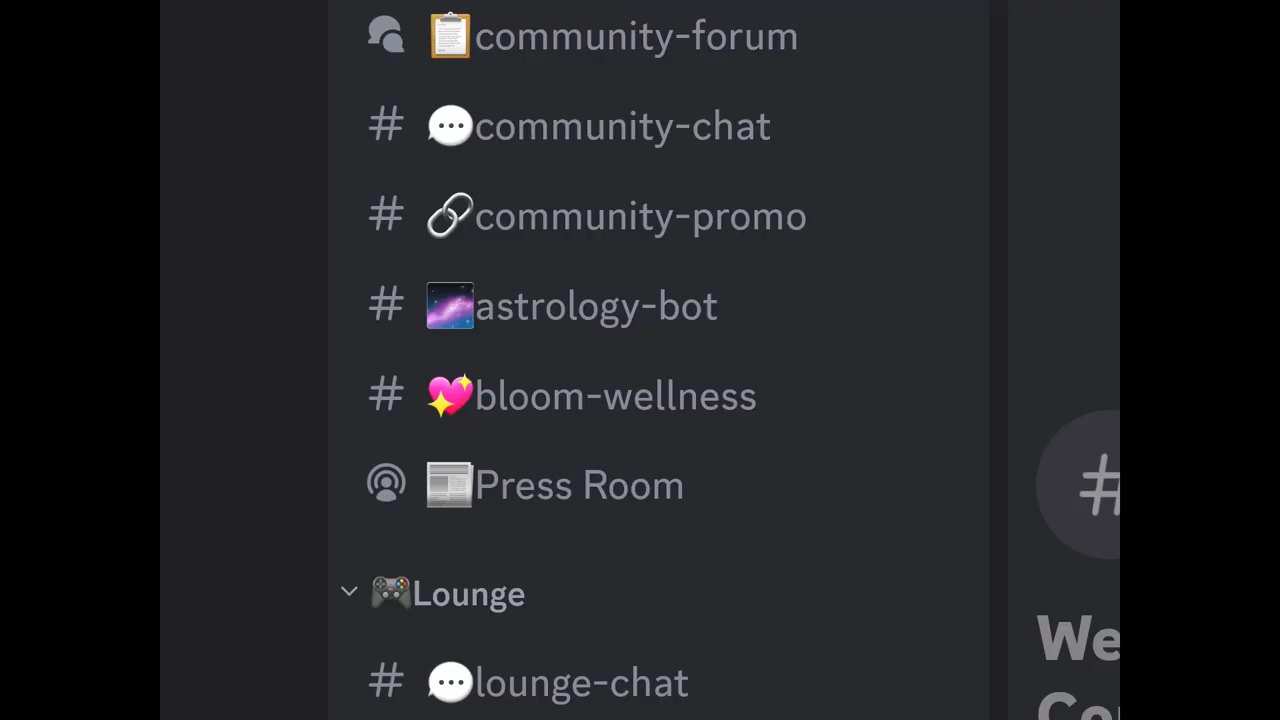 # 📋community-forum
# 💬community-chat
# 🔗community-promo
# 🌌astrology-bot
# 💖bloom-wellness
📰Press Room
🎮Lounge
# 💬lounge-chat
#